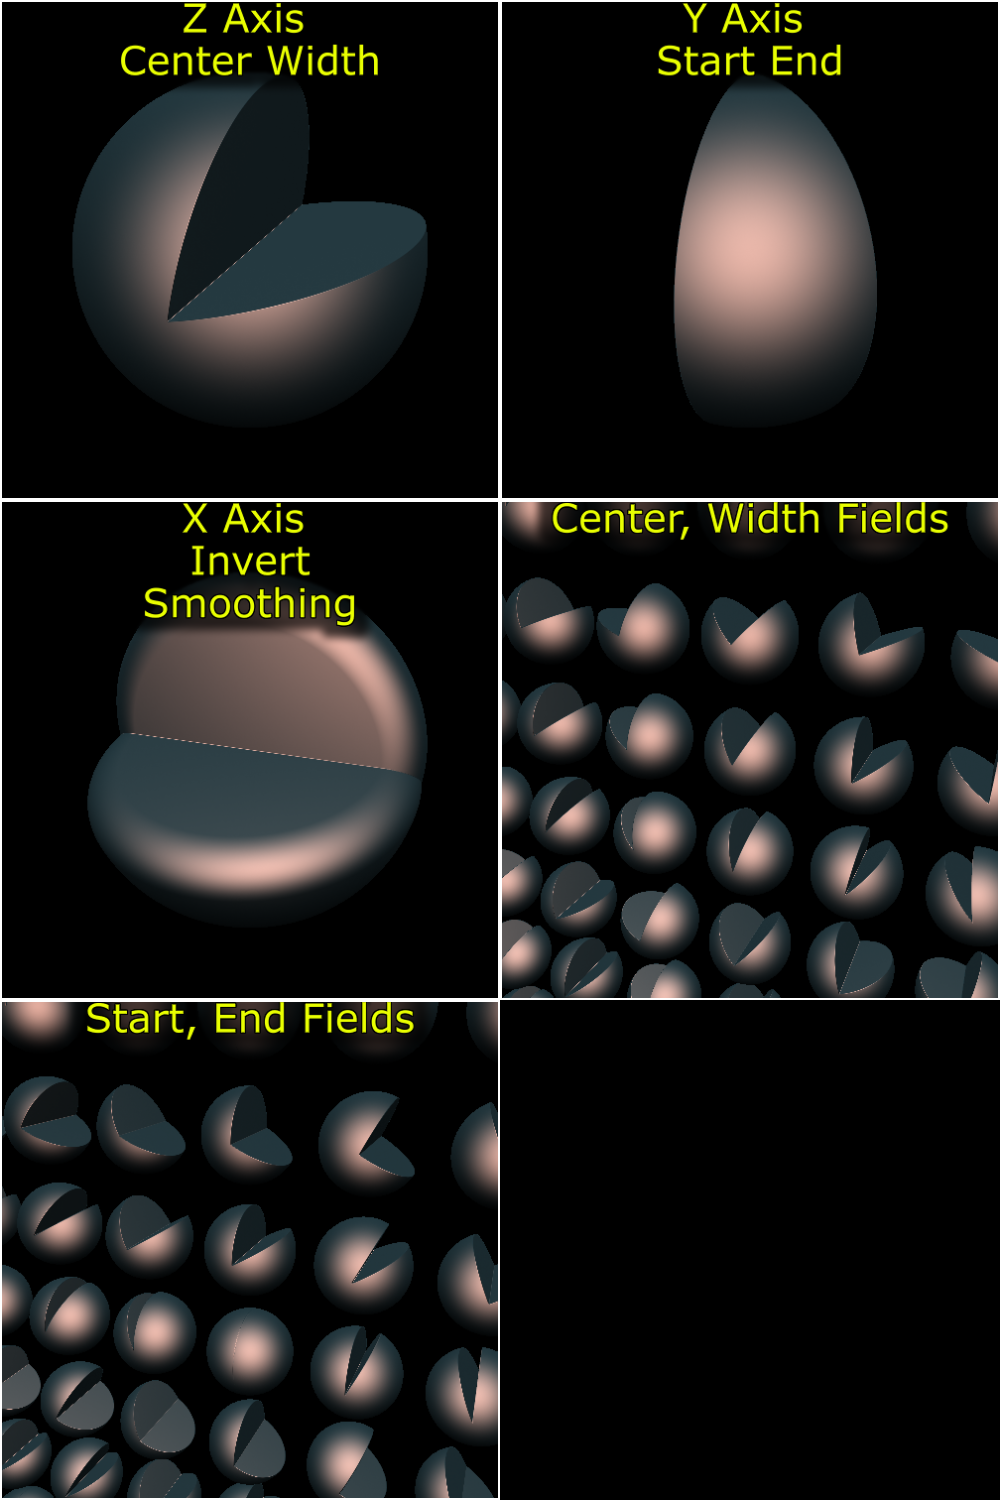 Z Axis
Center Width
Y Axis
Start End
X Axis
Invert
Smoothing
Center, Width Fields
Start, End Fields